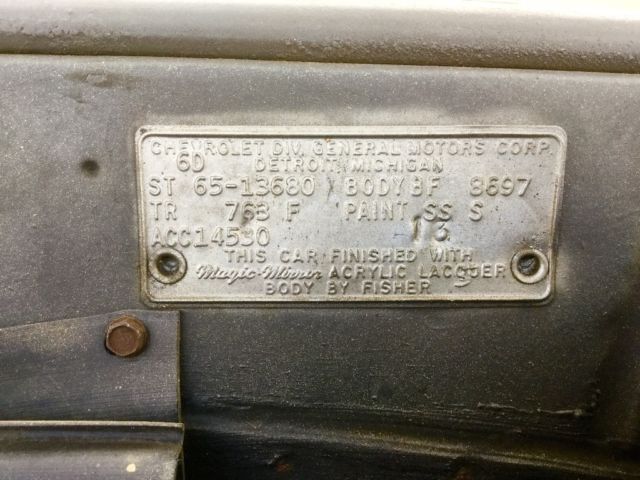 CHEVROLET DIV. GENERAL MOTORS CORP.
6D DETROIT, MICHIGAN
ST 65-13680 BODY BF 8697
TR 763 F PAINT SS S
ACC14530 13
THIS CAR FINISHED WITH
Magic-Mirror ACRYLIC LACQUER
BODY BY FISHER